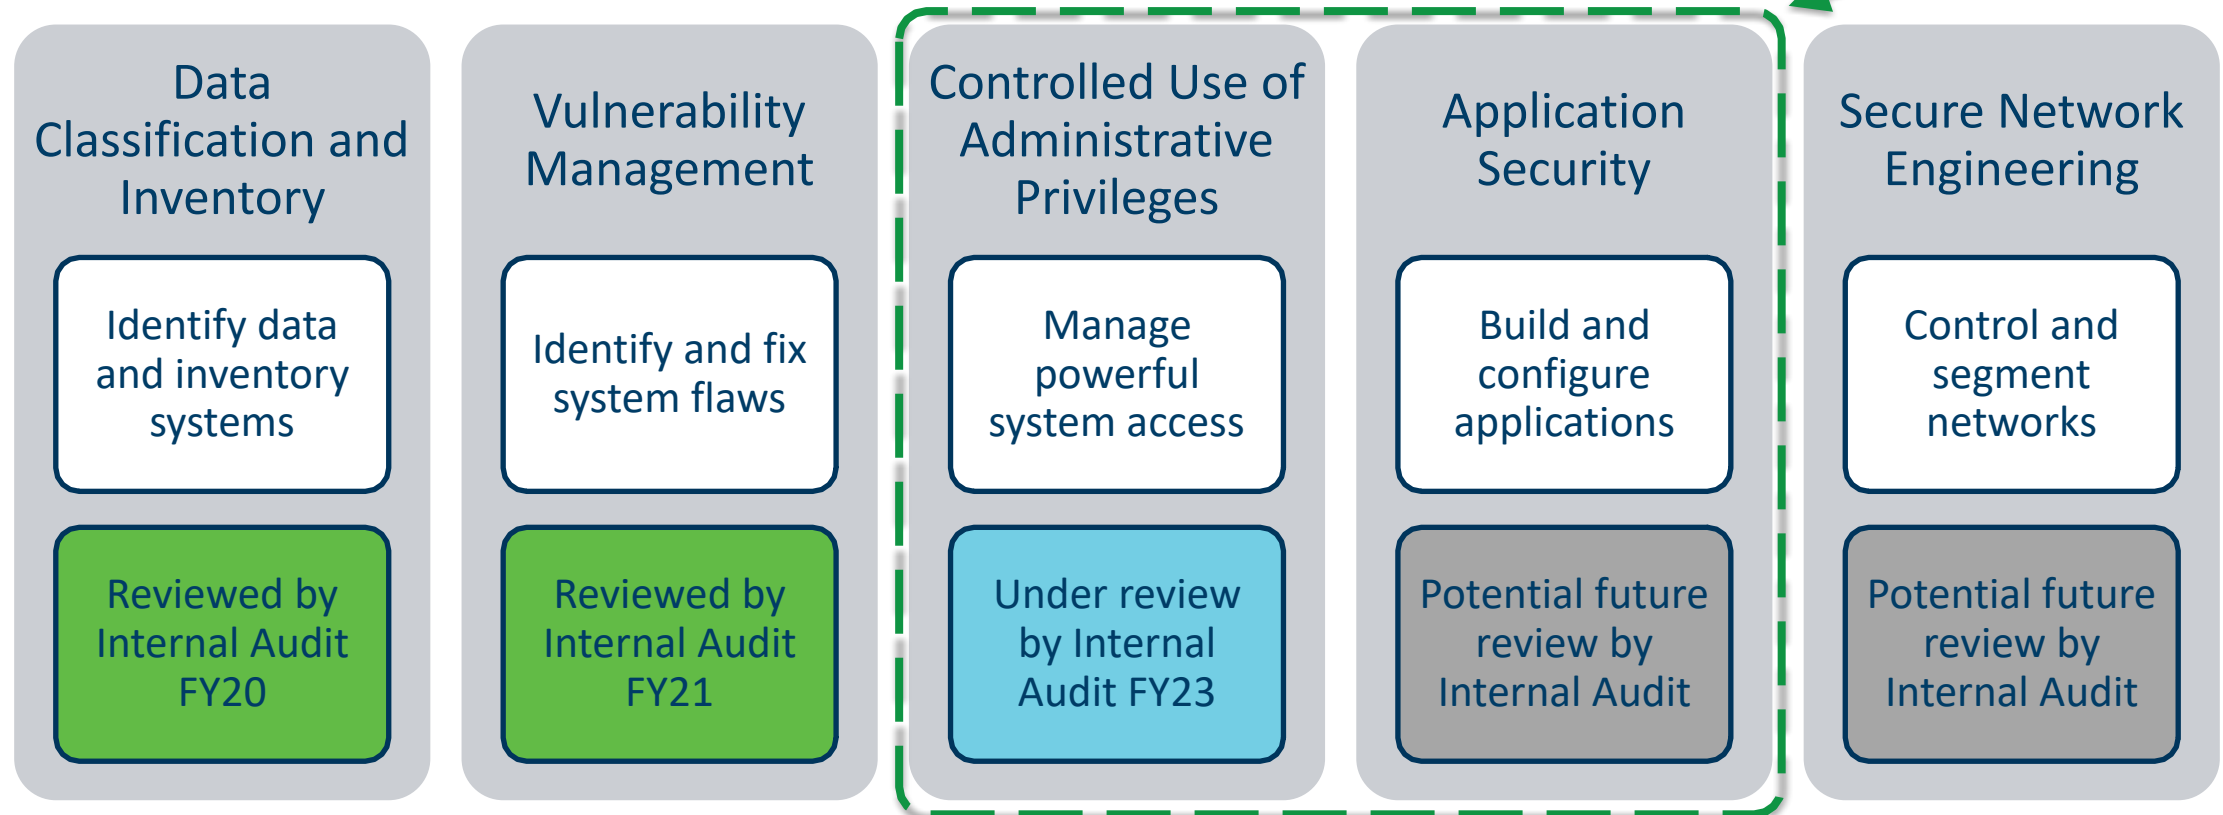 Data
Classification and
Inventory
Identify data
and inventory
systems
Reviewed by
Internal Audit
FY20
Vulnerability
Management
Identify and fix
system flaws
Reviewed by
Internal Audit
FY21
Controlled Use of
Administrative
Privileges
Manage
powerful
system access
Under review
by Internal
Audit FY23
Application
Security
Build and
configure
applications
Potential future
review by
Internal Audit
Secure Network
Engineering
Control and
segment
networks
Potential future
review by
Internal Audit